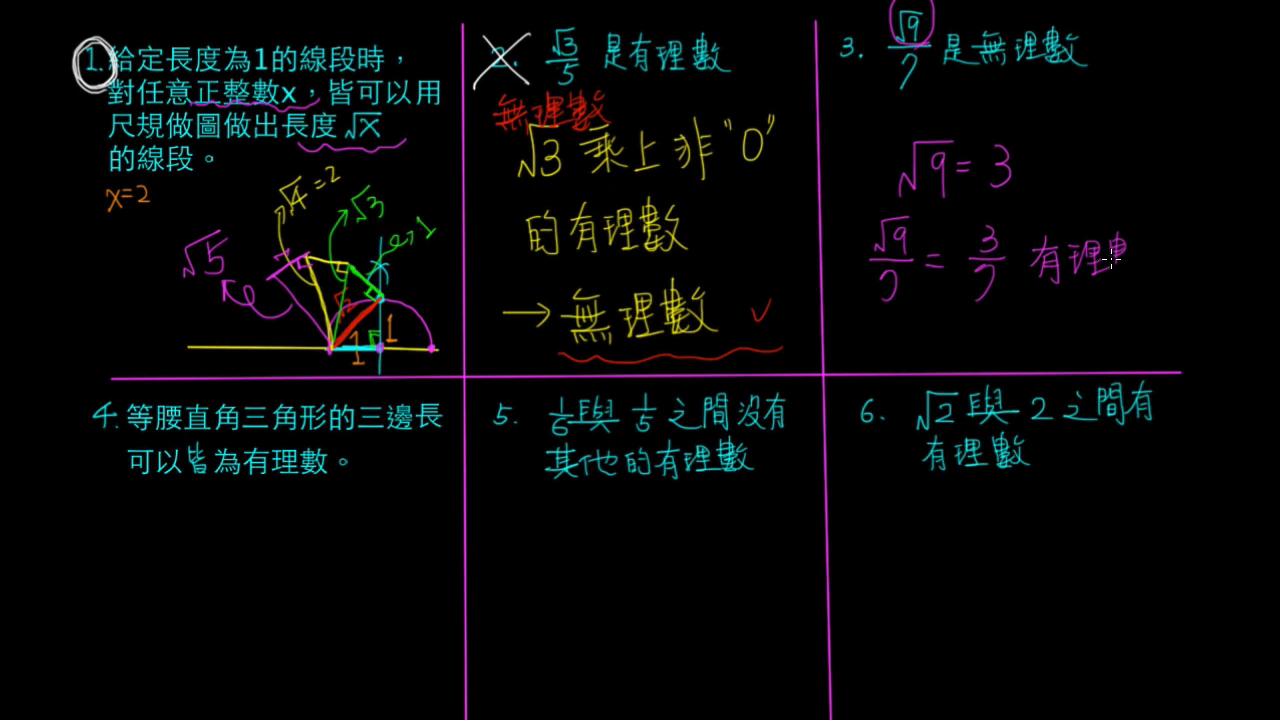 1. 給定長度為1的線段時，
對任意正整數x，皆可以用
尺規做圖做出長度 √x
的線段。
x=2
√4=2
√3
1
√5
√2
1
1
2. √3/5 是有理數
無理數
√3 乘上非"0"
的有理數
→ 無理數 ✓
3. √9/7 是無理數
√9 = 3
√9/7 = 3/7 有理
4. 等腰直角三角形的三邊長
可以皆為有理數。
5. 1/6與 1/5 之間沒有
其他的有理數
6. √2 與 2 之間有
有理數